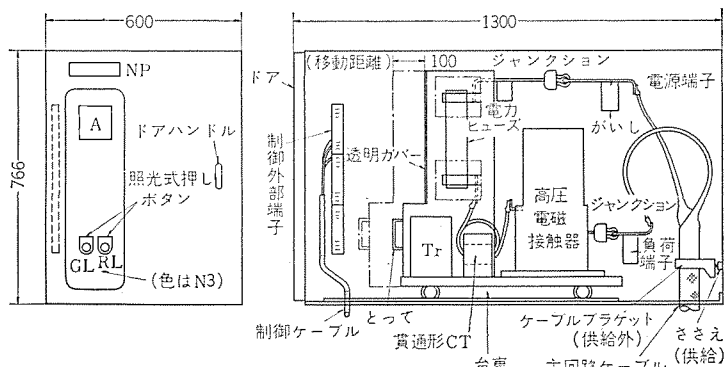 600
1300
NP
A
ドアハンドル
照光式押し
ボタン
GL RL
(色はN3)
766
ドア
(移動距離)
100
ジャンクション
電源端子
制御外部端子
電力
ヒューズ
がいし
透明カバー
高圧
電磁
接触器
ジャンクション
Tr
負荷
端子
制御ケーブル
とって
貫通形CT
ケーブルブラケット
(供給外)
ささえ
(供給)
台車
主回路ケーブル